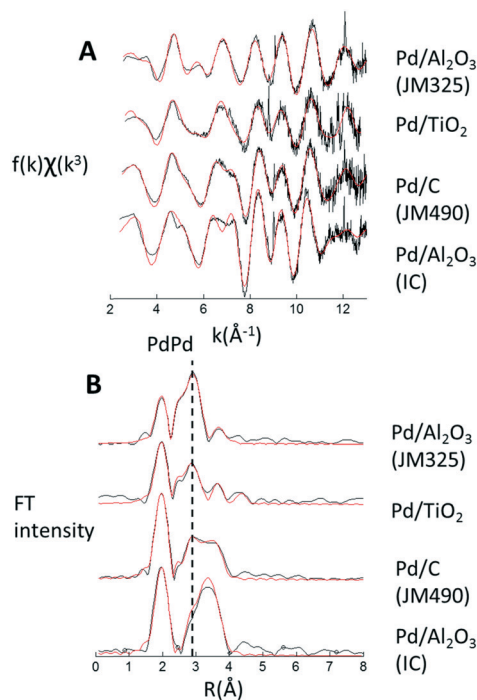 A
Pd/Al₂O₃
(JM325)
Pd/TiO₂
f(k)χ(k³)
Pd/C
(JM490)
Pd/Al₂O₃
(IC)
2 4 6 8 10 12
k(Å⁻¹)
PdPd
B
Pd/Al₂O₃
(JM325)
FT
intensity
Pd/TiO₂
Pd/C
(JM490)
Pd/Al₂O₃
(IC)
0 1 2 3 4 5 6 7 8
R(Å)